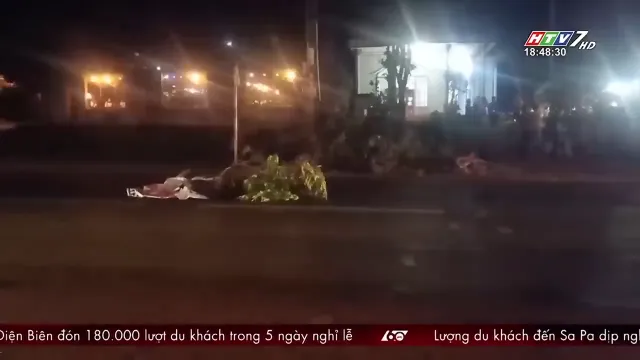 HTV7 HD
18:48:30
Điện Biên đón 180.000 lượt du khách trong 5 ngày nghỉ lễ 60 Lượng du khách đến Sa Pa dịp